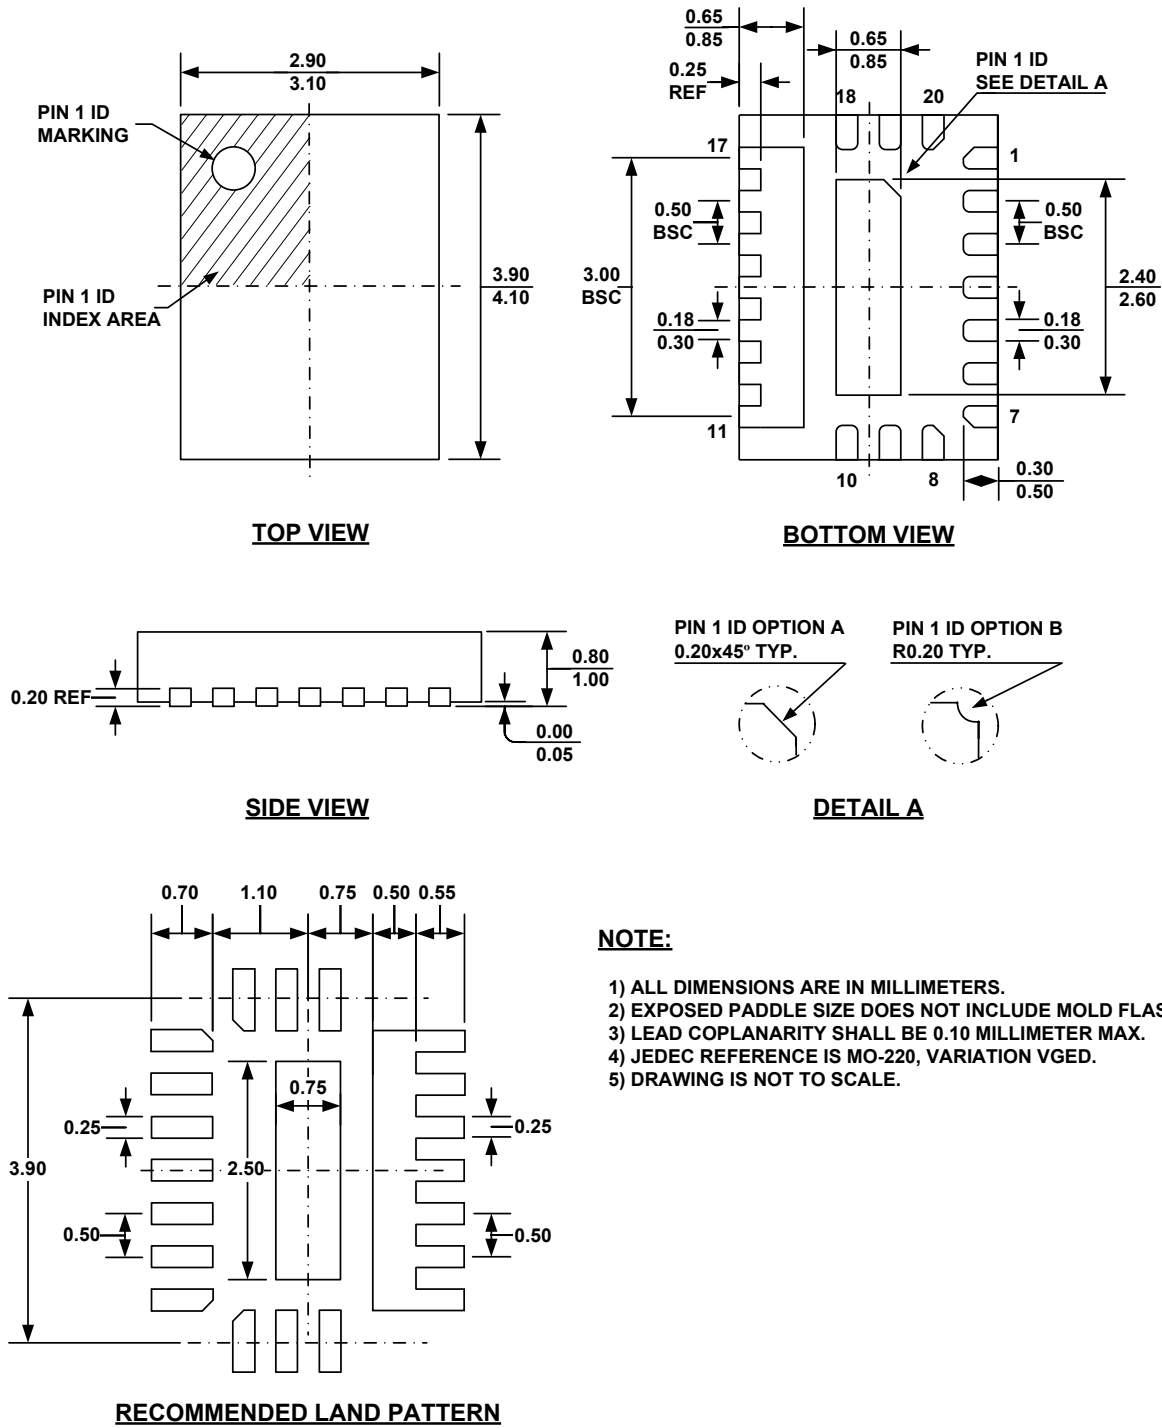 2.90
3.10
PIN 1 ID
MARKING
3.90
4.10
PIN 1 ID
INDEX AREA
TOP VIEW
0.65
0.85
0.65
0.85
0.25
REF
PIN 1 ID
SEE DETAIL A
18
20
17
1
0.50
BSC
0.50
BSC
3.00
BSC
2.40
2.60
0.18
0.30
0.18
0.30
11
7
10
8
0.30
0.50
BOTTOM VIEW
0.20 REF
0.80
1.00
0.00
0.05
SIDE VIEW
PIN 1 ID OPTION A
0.20x45º TYP.
PIN 1 ID OPTION B
R0.20 TYP.
DETAIL A
0.70
1.10
0.75
0.50
0.55
0.75
0.25
0.25
3.90
2.50
0.50
0.50
RECOMMENDED LAND PATTERN
NOTE:
1) ALL DIMENSIONS ARE IN MILLIMETERS.
2) EXPOSED PADDLE SIZE DOES NOT INCLUDE MOLD FLAS
3) LEAD COPLANARITY SHALL BE 0.10 MILLIMETER MAX.
4) JEDEC REFERENCE IS MO-220, VARIATION VGED.
5) DRAWING IS NOT TO SCALE.